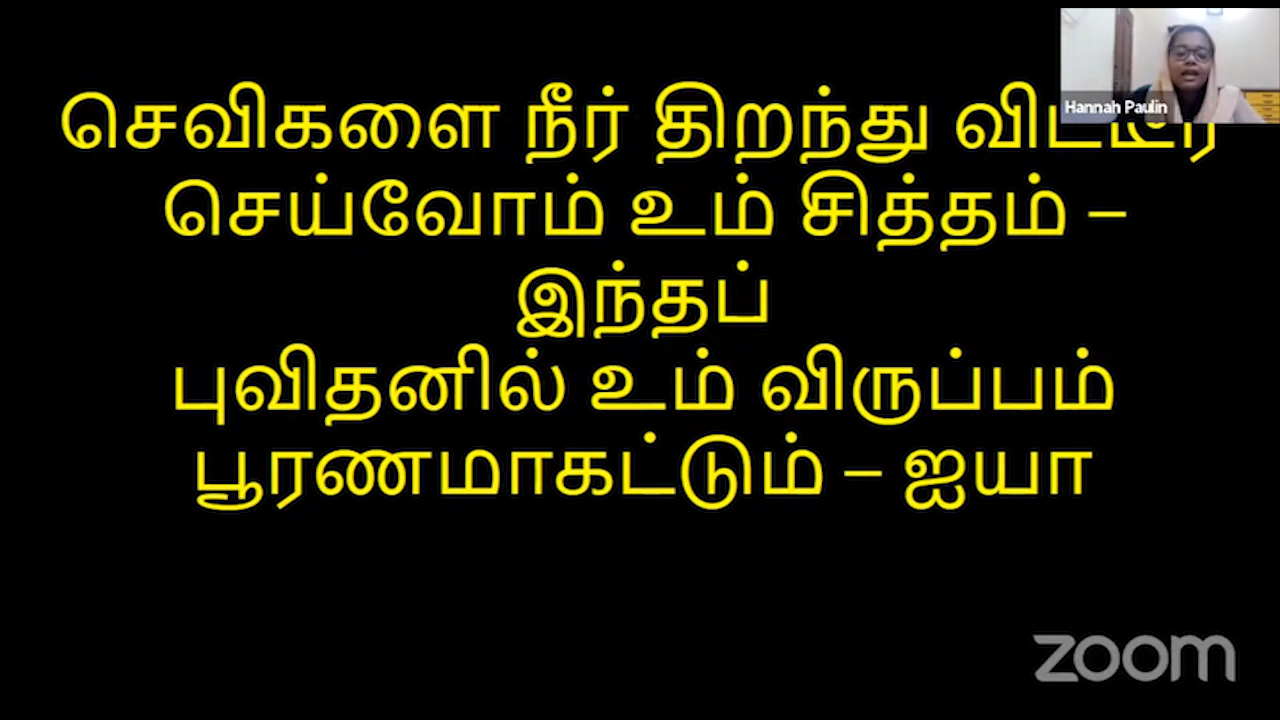 Hannah Paulin
செவிகளை நீர் திறந்து விட்டீர்
செய்வோம் உம் சித்தம் –
இந்தப்
புவிதனில் உம் விருப்பம்
பூரணமாகட்டும் – ஐயா
zoom